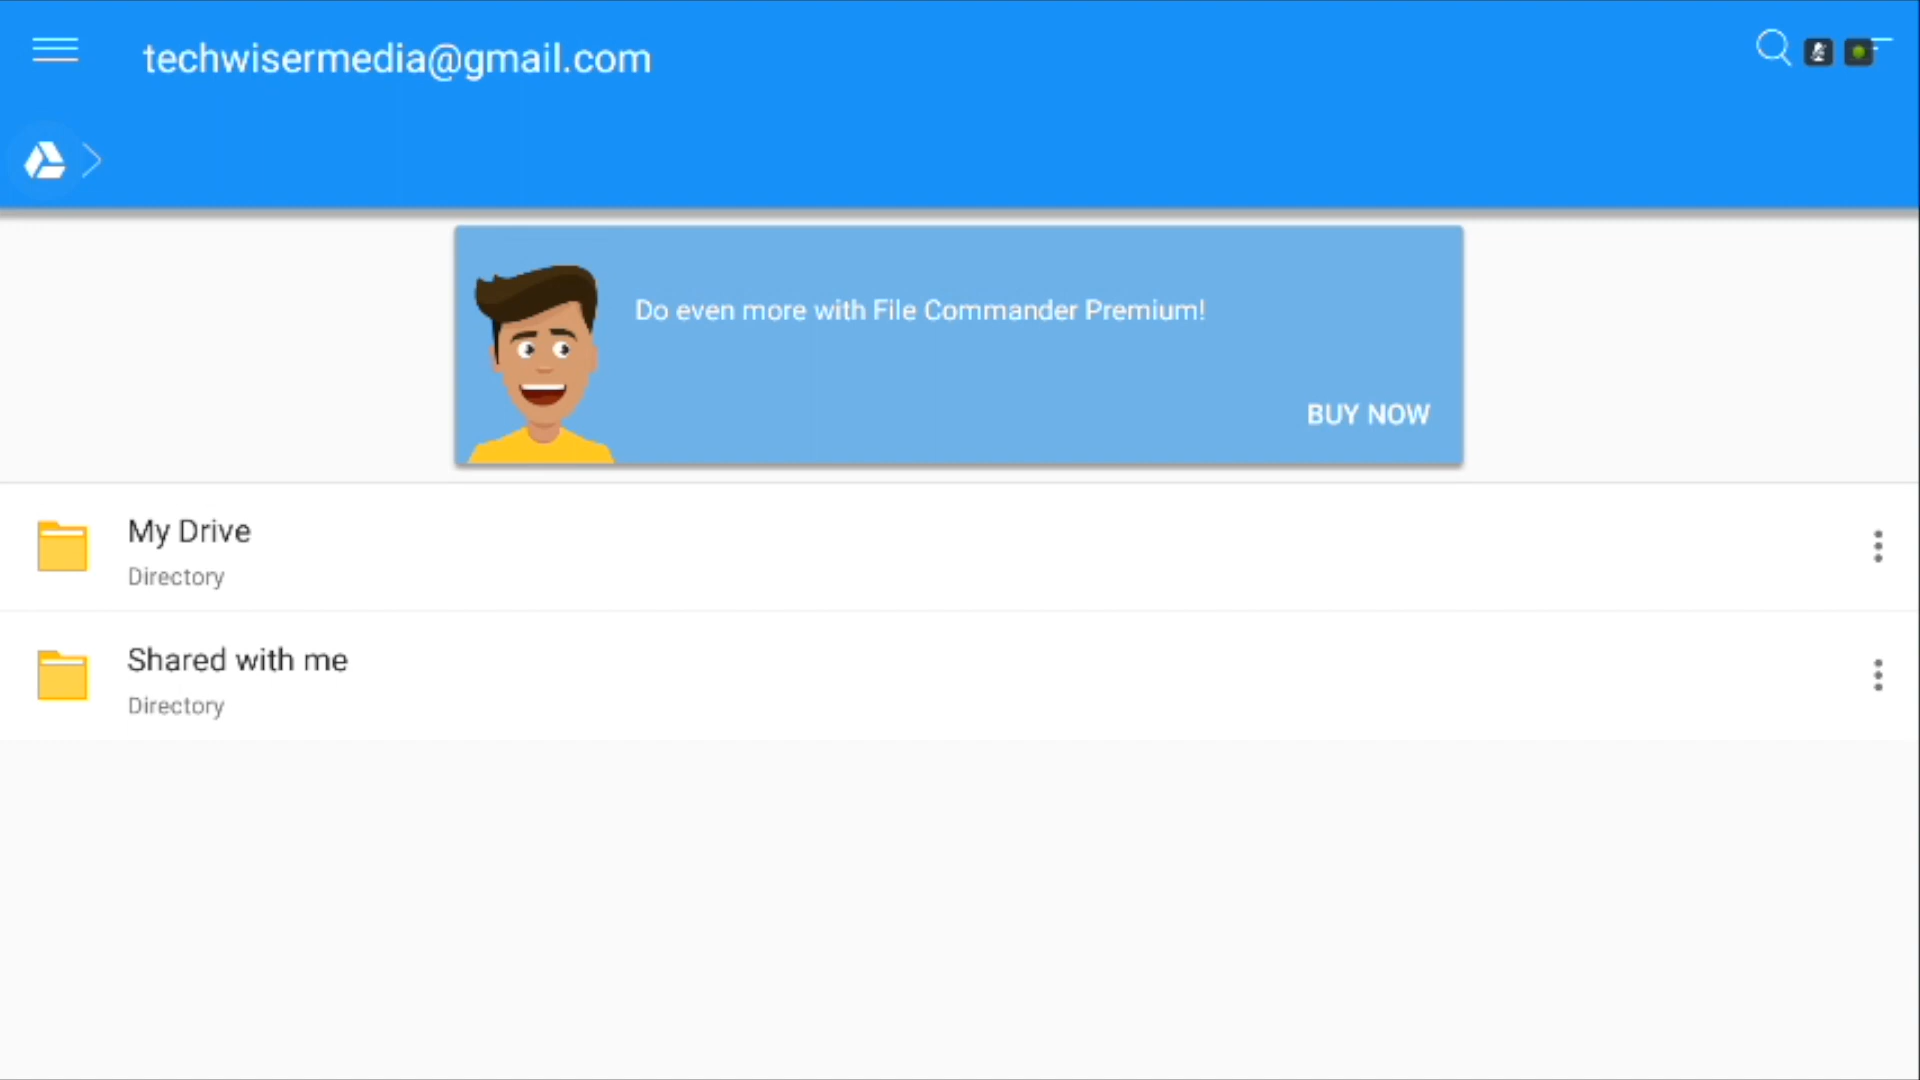 techwisermedia@gmail.com
Do even more with File Commander Premium!
BUY NOW
My Drive
Directory
Shared with me
Directory